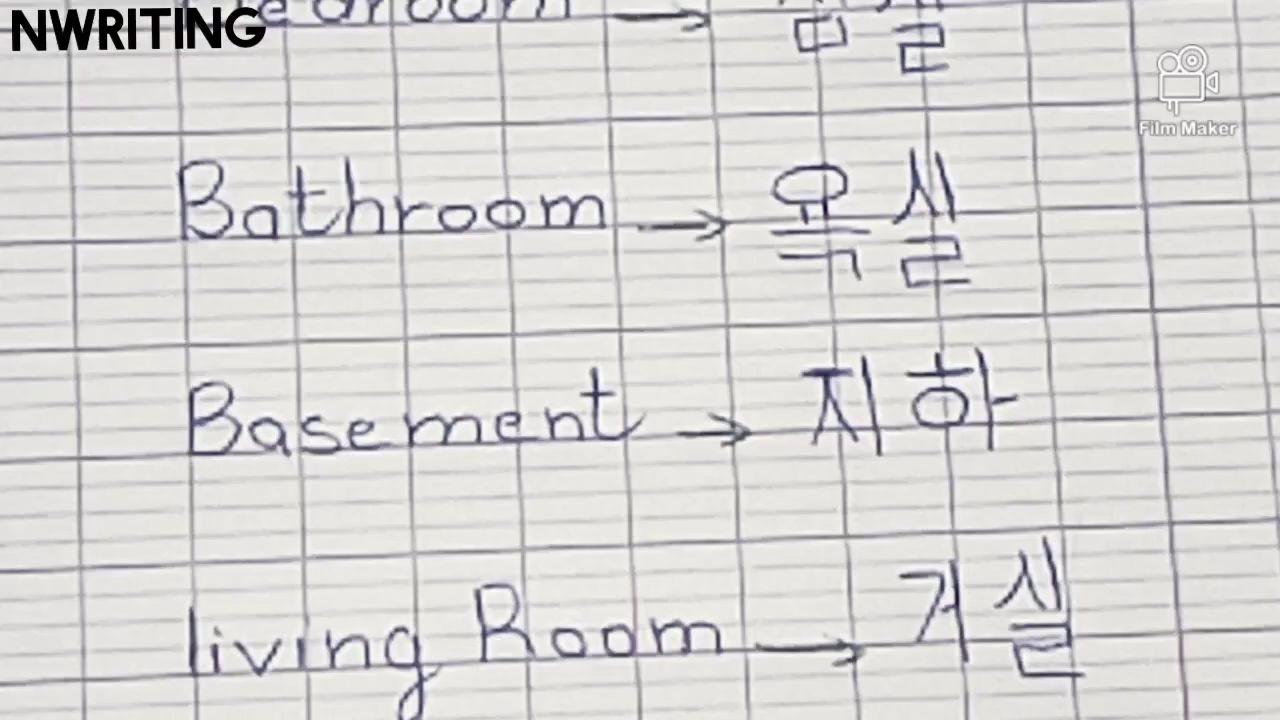 NWRITING
Film Maker
Bathroom → 욕실
Basement → 지하
living Room → 거실